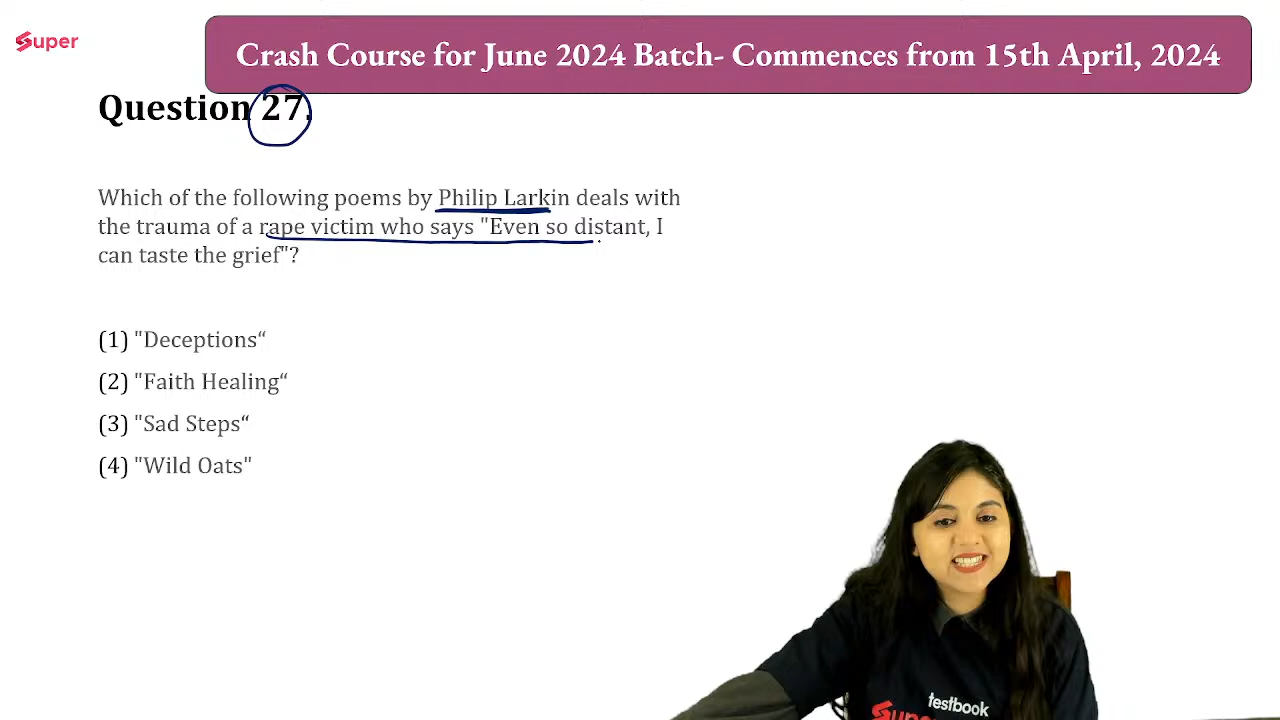 Super
Crash Course for June 2024 Batch- Commences from 15th April, 2024
Question 27.
Which of the following poems by Philip Larkin deals with
the trauma of a rape victim who says "Even so distant, I
can taste the grief"?
(1) "Deceptions“
(2) "Faith Healing“
(3) "Sad Steps“
(4) "Wild Oats"
testbook
Super